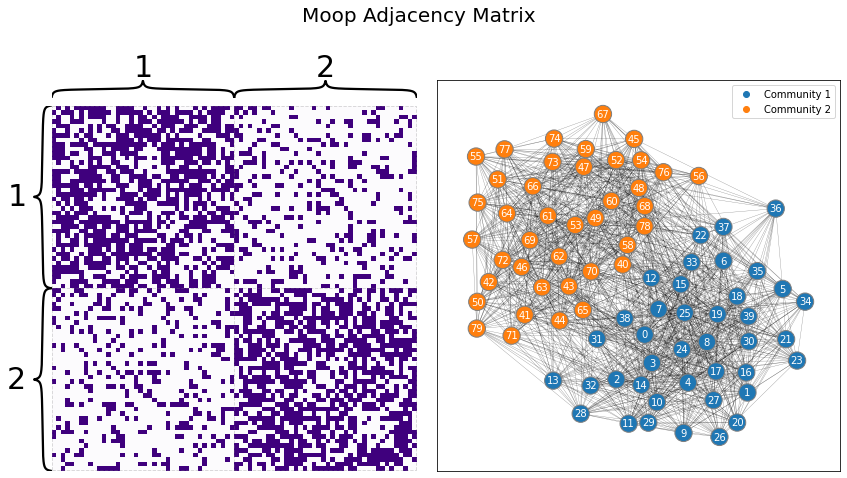 Moop Adjacency Matrix
1 2
1
2
Community 1
Community 2
67
74 45
59
77
55 52 54
73 47
76 56
51
66 48
75 60 68 36
64 61 49
53 78 37
22
57 69 58
62
72 46 40 33 6
70 35
42 63 43 12 15 5
18
50 65 7 34
41 44 38 25 19 39
79
71 31 0 8 30 21
24
3 23
17 16
13 32 2 14 4
1
10 27
28
11 29 20
9 26